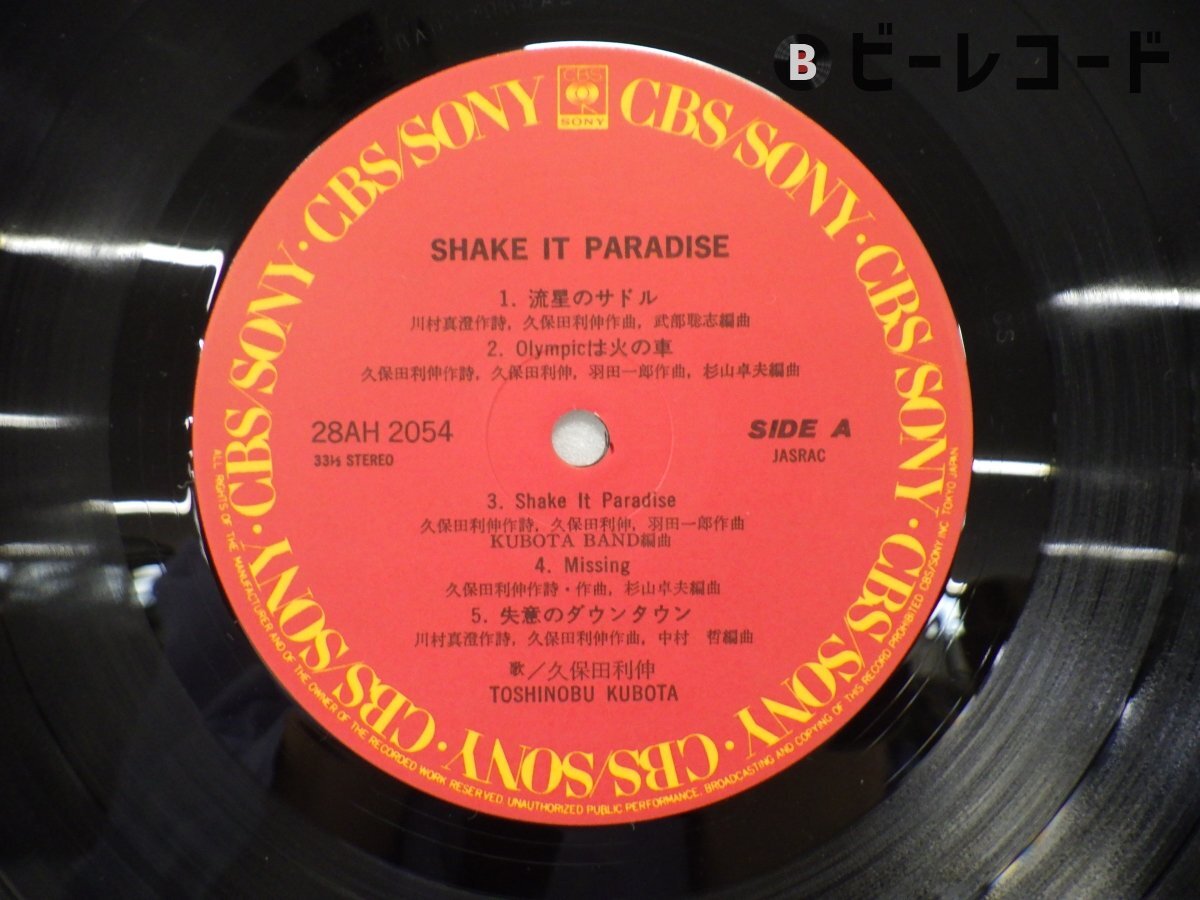 B ビーレコード
CBS
SONY
CBS/SONY · CBS/SONY · CBS/SONY · CBS/SONY · CBS/SONY · CBS/SONY · CBS/SONY · CBS/SONY
SHAKE IT PARADISE
1. 流星のサドル
川村真澄作詩, 久保田利伸作曲, 武部聡志編曲
2. Olympicは火の車
久保田利伸作詩, 久保田利伸, 羽田一郎作曲, 杉山卓夫編曲
28AH 2054
33⅓ STEREO
SIDE A
JASRAC
3. Shake It Paradise
久保田利伸作詩, 久保田利伸, 羽田一郎作曲
KUBOTA BAND編曲
4. Missing
久保田利伸作詩・作曲, 杉山卓夫編曲
5. 失意のダウンタウン
川村真澄作詩, 久保田利伸作曲, 中村 哲編曲
歌／久保田利伸
TOSHINOBU KUBOTA
ALL RIGHTS OF THE MANUFACTURER AND OF THE OWNER OF THE RECORDED WORK RESERVED. UNAUTHORIZED PUBLIC PERFORMANCE. BROADCASTING AND COPYING OF THIS RECORD PROHIBITED CBS/SONY INC. TOKYO JAPAN